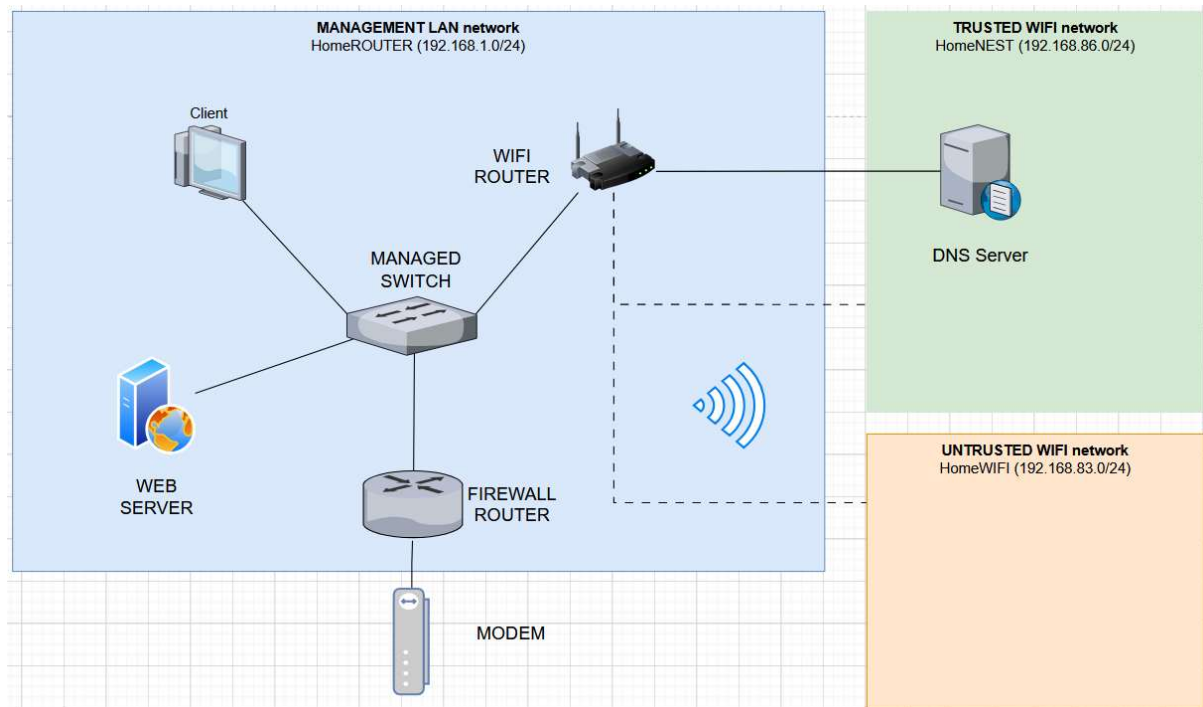 MANAGEMENT LAN network
HomeROUTER (192.168.1.0/24)
TRUSTED WIFI network
HomeNEST (192.168.86.0/24)
Client
WIFI
ROUTER
DNS Server
MANAGED
SWITCH
WEB
SERVER
FIREWALL
ROUTER
UNTRUSTED WIFI network
HomeWIFI (192.168.83.0/24)
MODEM